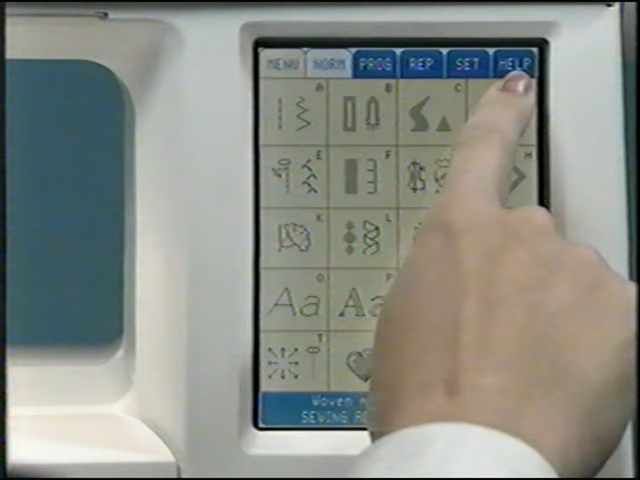 MENU NORM PROG REP SET HELP
A B C
E F H
K L
Aa Aa
T
Woven
SEWING